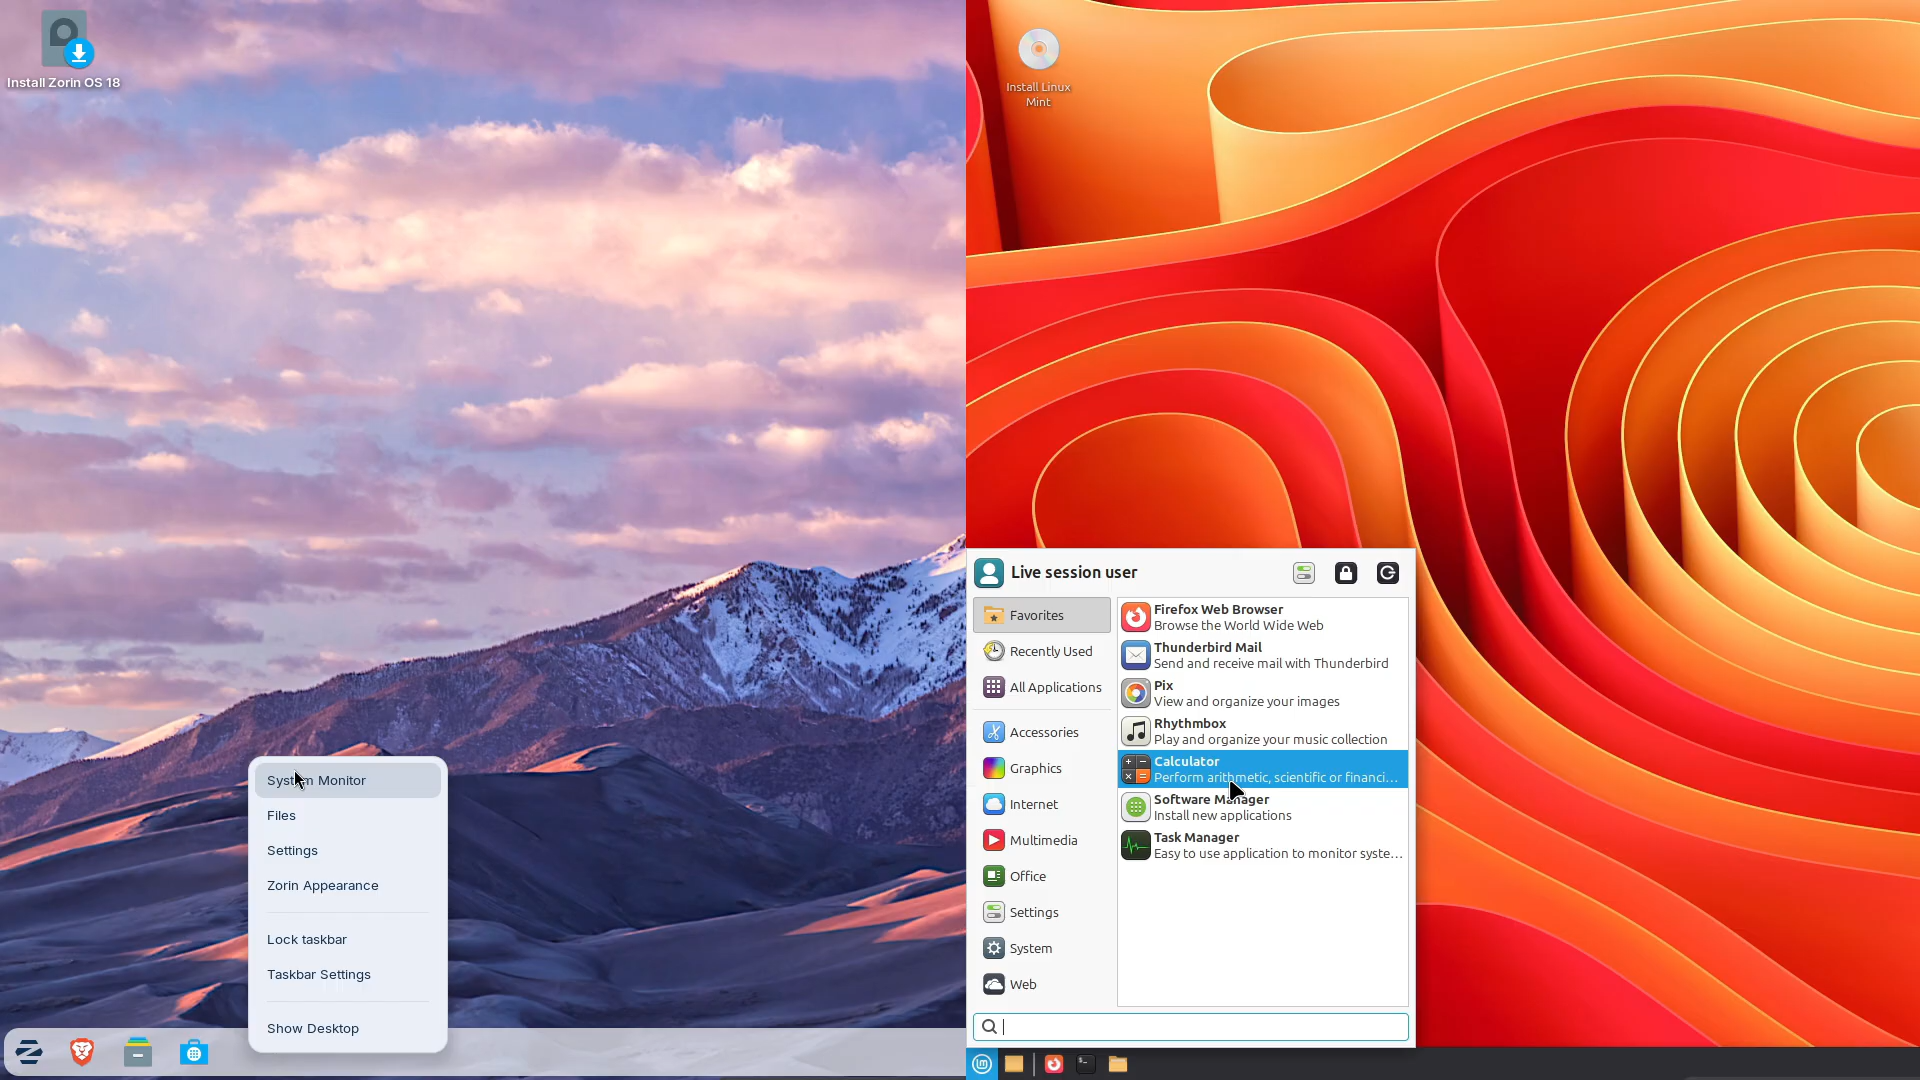 Install Zorin OS 18
System Monitor
Files
Settings
Zorin Appearance
Lock taskbar
Taskbar Settings
Show Desktop
Install Linux
Mint
Live session user
Favorites
Recently Used
All Applications
Accessories
Graphics
Internet
Multimedia
Office
Settings
System
Web
Firefox Web Browser
Browse the World Wide Web
Thunderbird Mail
Send and receive mail with Thunderbird
Pix
View and organize your images
Rhythmbox
Play and organize your music collection
Calculator
Perform arithmetic, scientific or financi...
Software Manager
Install new applications
Task Manager
Easy to use application to monitor syste...